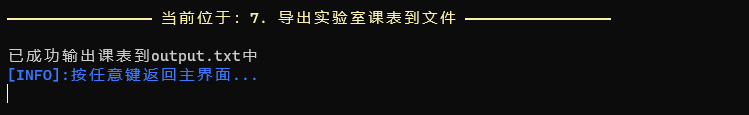 当前位于: 7. 导出实验室课表到文件
已成功输出课表到output.txt中
[INFO]:按任意键返回主界面...